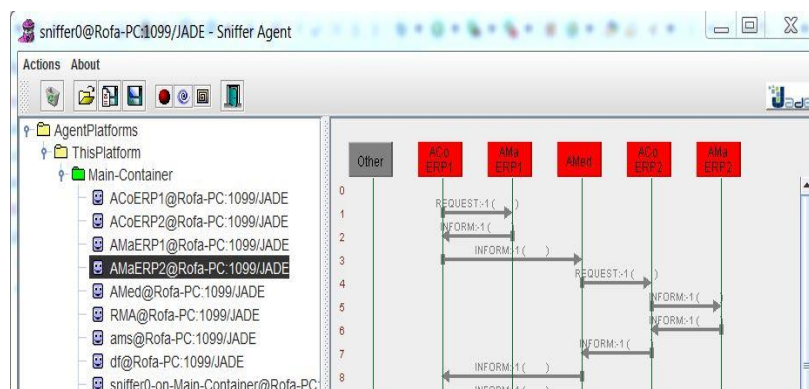 sniffer0@Rofa-PC:1099/JADE - Sniffer Agent
Actions About
AgentPlatforms
ThisPlatform
Main-Container
ACoERP1@Rofa-PC:1099/JADE
ACoERP2@Rofa-PC:1099/JADE
AMaERP1@Rofa-PC:1099/JADE
AMaERP2@Rofa-PC:1099/JADE
AMed@Rofa-PC:1099/JADE
RMA@Rofa-PC:1099/JADE
ams@Rofa-PC:1099/JADE
df@Rofa-PC:1099/JADE
sniffer0-on-Main-Container@Rofa-PC:
Jade
Other
ACo
ERP1
AMa
ERP1
AMed
ACo
ERP2
AMa
ERP2
0
1 REQUEST:-1 ( )
2 INFORM:-1 ( )
3 INFORM:-1 ( )
4 REQUEST:-1 ( )
5 INFORM:-1 ( )
6 INFORM:-1 ( )
7 INFORM:-1 ( )
8 INFORM:-1 ( )
INFORM:-1 ( )